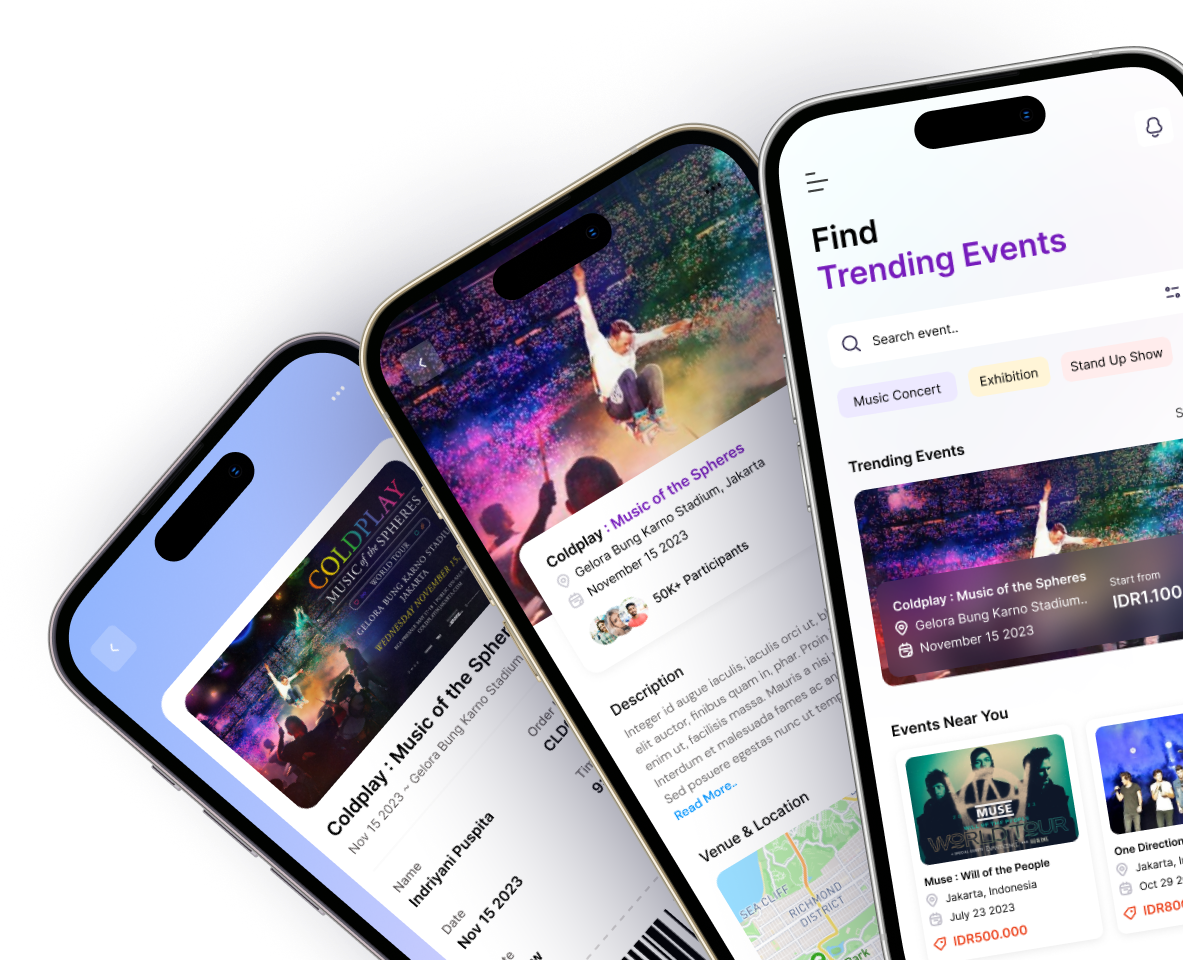 Find
Trending Events
Search event..
Music Concert
Exhibition
Stand Up Show
Trending Events
S
Coldplay : Music of the Spheres
Gelora Bung Karno Stadium..
November 15 2023
Start from
IDR1.100
Events Near You
MUSE
WORLD TOUR
Muse : Will of the People
Jakarta, Indonesia
July 23 2023
IDR500.000
One Direction
Jakarta, I
Oct 29 2
IDR800
Coldplay : Music of the Spheres
Gelora Bung Karno Stadium, Jakarta
November 15 2023
50K+ Participants
Description
Integer id augue iaculis, iaculis orci ut, b
elit auctor, finibus quam in, phar. Proin
enim ut, facilisis massa. Mauris a nisi
Interdum et malesuada fames ac an
Sed posuere egestas nunc ut temp
Read More..
Venue & Location
SEA CLIFF
RICHMOND
DISTRICT
Park
COLDPLAY
MUSIC of the SPHERES
WORLD TOUR
GELORA BUNG KARNO STADIU
JAKARTA
WEDNESDAY NOVEMBER 15,
Coldplay : Music of the Spher
Nov 15 2023 ~ Gelora Bung Karno Stadium
Order
CLD
Tim
9
Name
Indriyani Puspita
Date
Nov 15 2023